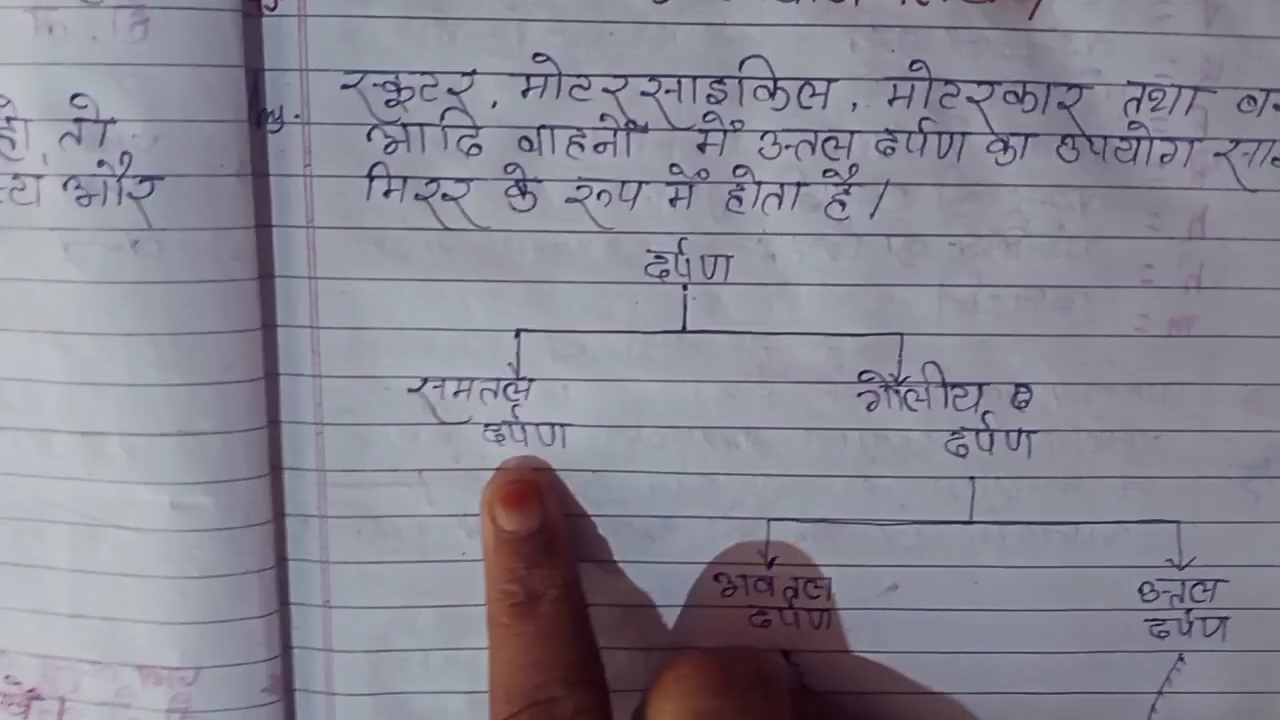 हो, तो
और
स्कूटर, मोटरसाइकिल, मोटरकार तथा
आदि वाहनों में उत्तल दर्पण का उपयोग
मिरर के रूप में होता है।
दर्पण
समतल
दर्पण
गोलीय
दर्पण
अवतल
दर्पण
उत्तल
दर्पण